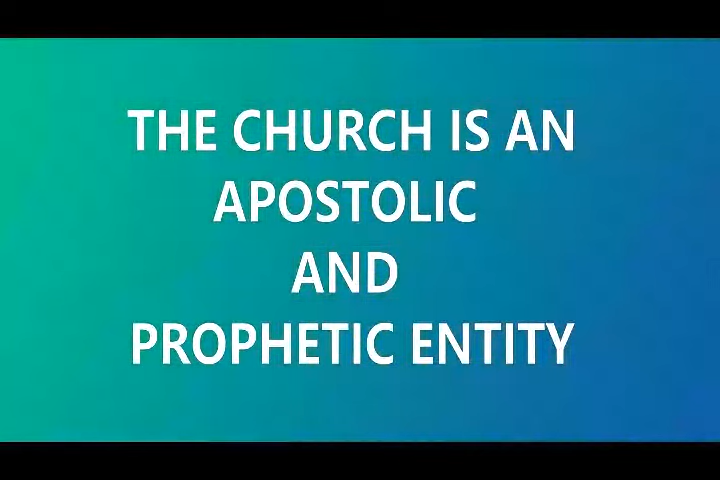 THE CHURCH IS AN
APOSTOLIC
AND
PROPHETIC ENTITY